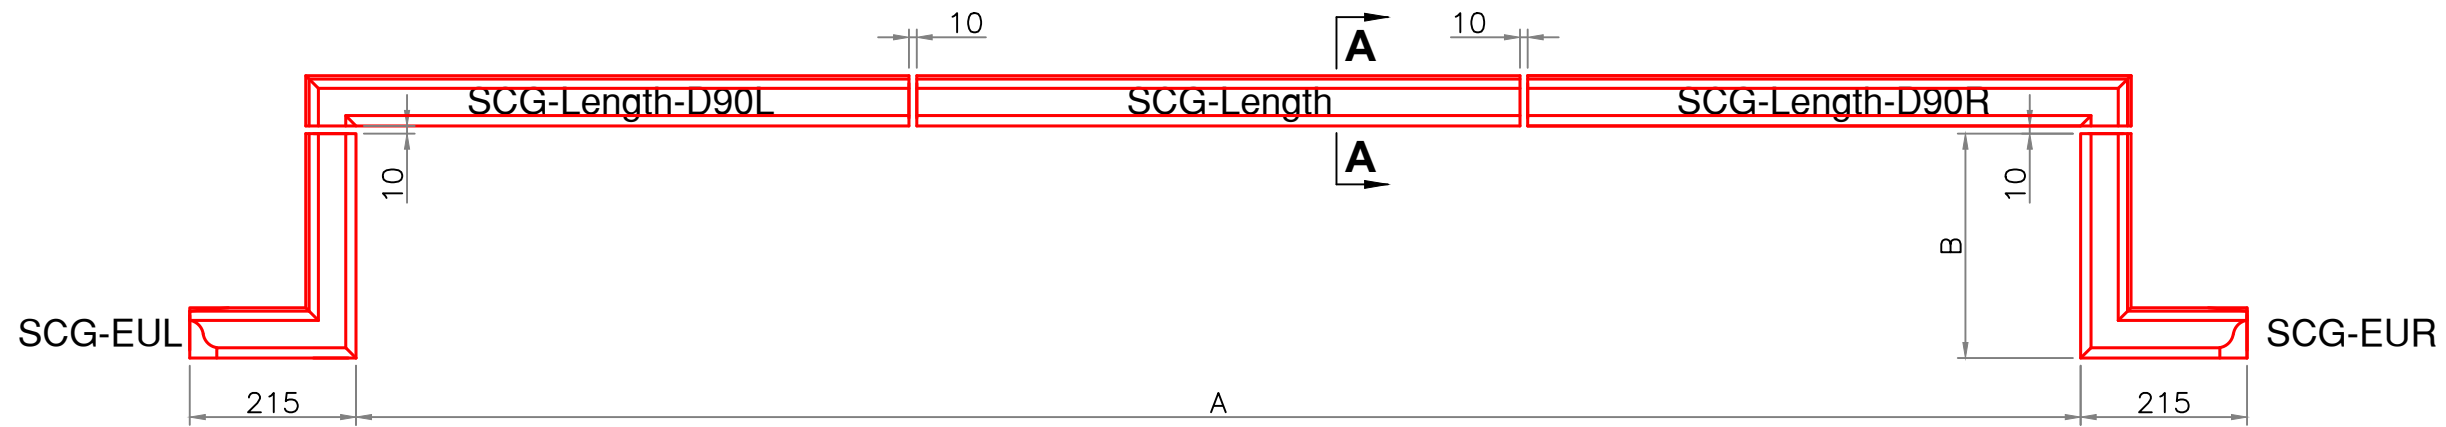 10
A
10
SCG-Length-D90L
SCG-Length
SCG-Length-D90R
A
10
10
B
SCG-EUL
SCG-EUR
215
A
215